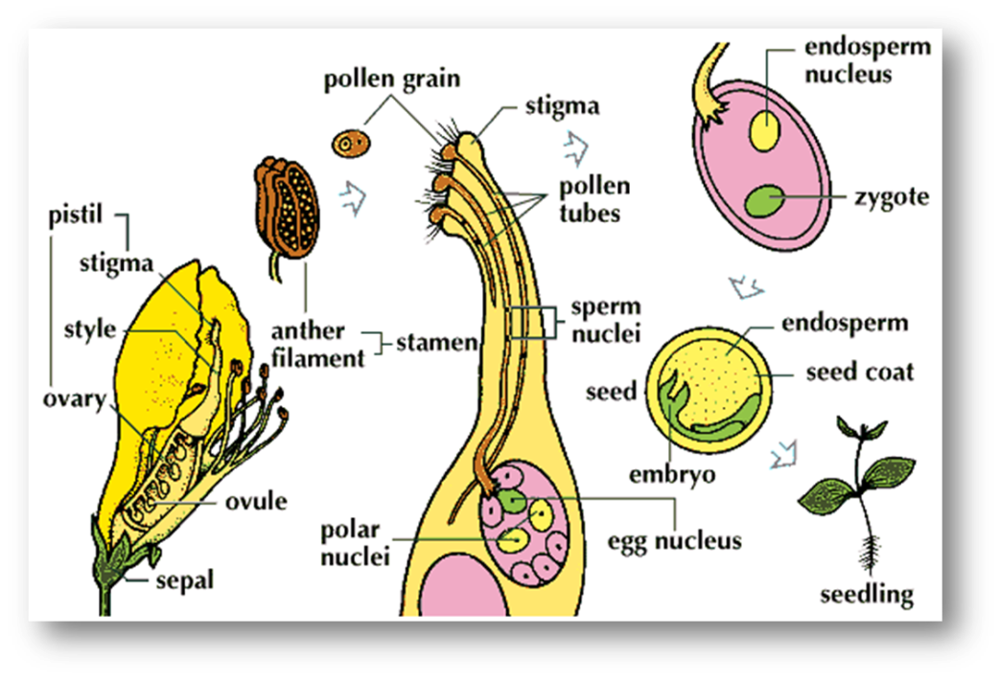 pistil
stigma
style
ovary
ovule
sepal
anther
filament
stamen
pollen grain
stigma
pollen
tubes
sperm
nuclei
polar
nuclei
egg nucleus
endosperm
nucleus
zygote
endosperm
seed coat
seed
embryo
seedling